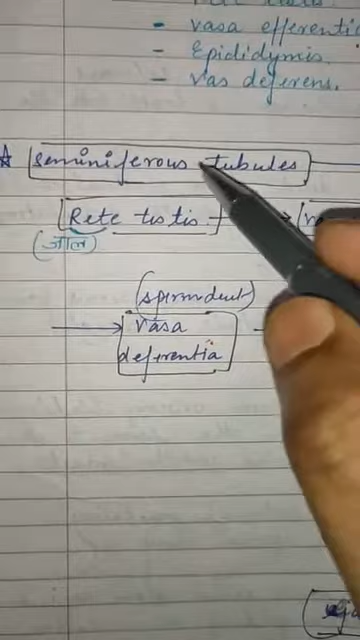 - vasa efferentia
- Epididymis
- Vas deferens.
☆ seminiferous tubules
Rete testis
(जाल)
(sperm duct)
vasa
deferentia